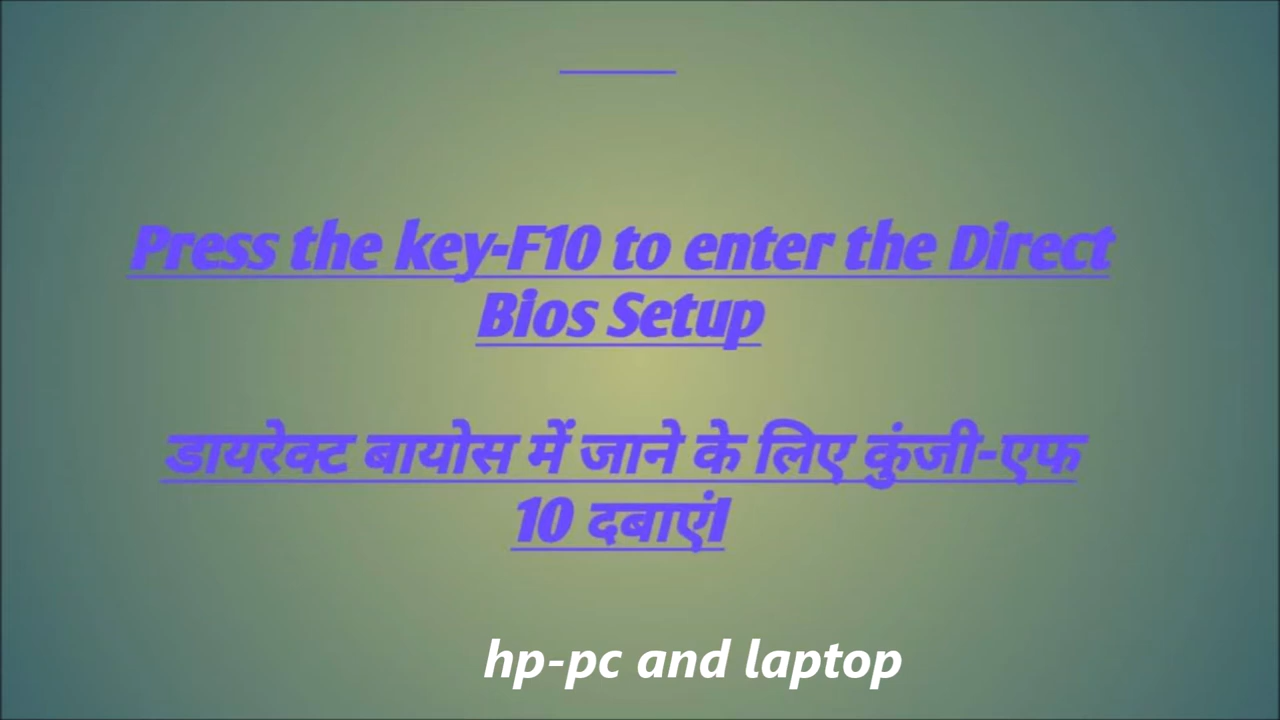 Press the key-F10 to enter the Direct
Bios Setup
डायरेक्ट बायोस में जाने के लिए कुंजी-एफ
10 दबाएं।
hp-pc and laptop